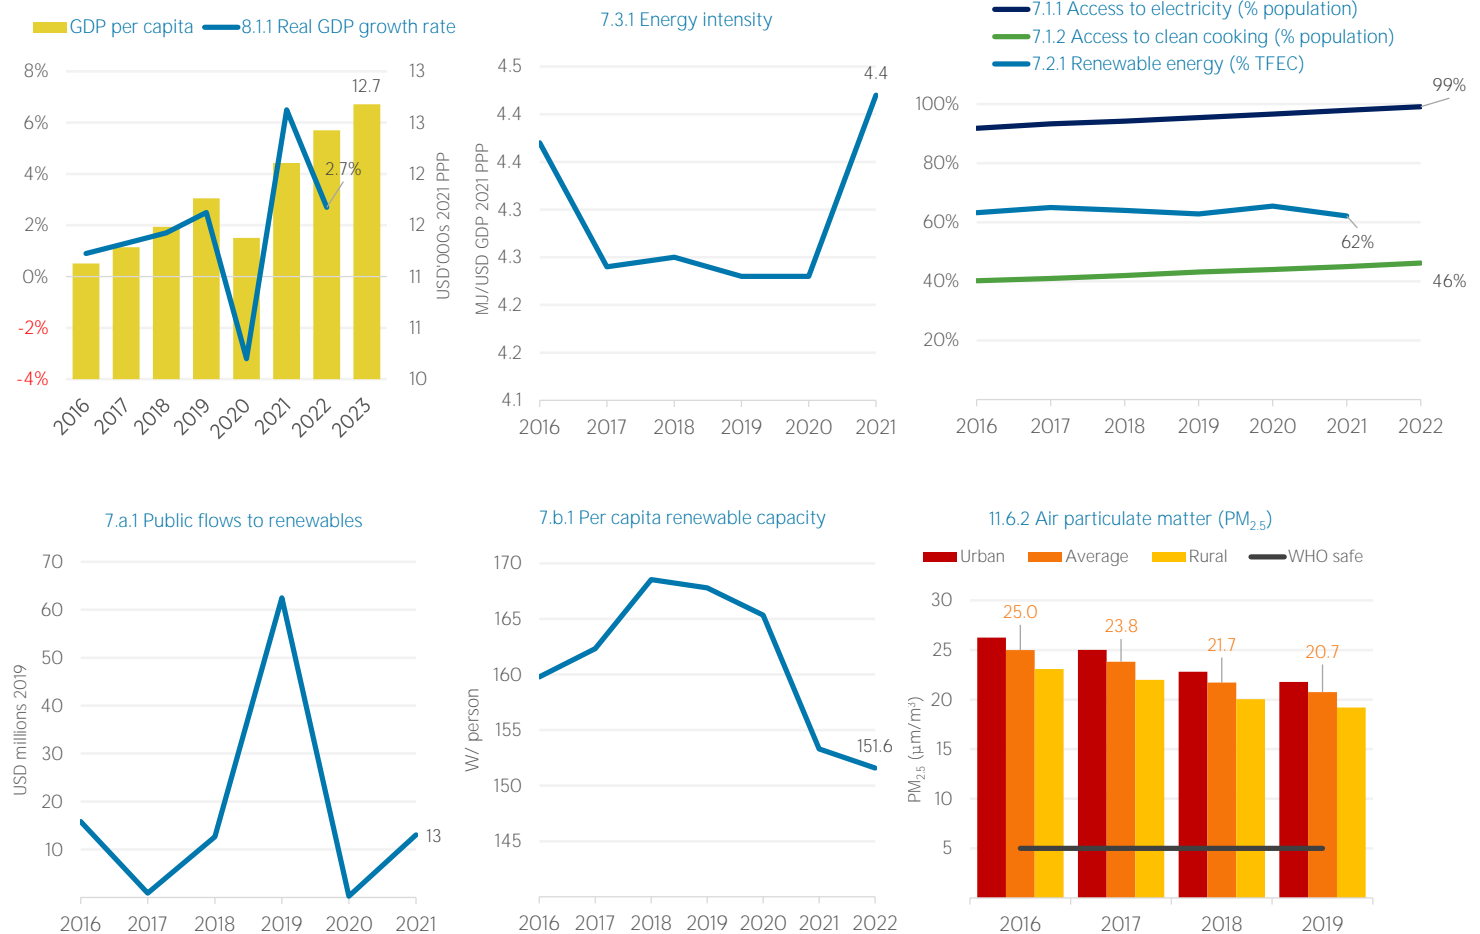 GDP per capita 8.1.1 Real GDP growth rate
8% 13
12.7
6% 13
4% 12
2.7%
2% 12
0% 11
-2% 11
-4% 10
USD'000s 2021 PPP
2016 2017 2018 2019 2020 2021 2022 2023
7.3.1 Energy intensity
4.5
4.4
4.4
4.4
4.3
4.3
4.2
4.2
4.1
MJ/USD GDP 2021 PPP
2016 2017 2018 2019 2020 2021
7.1.1 Access to electricity (% population)
7.1.2 Access to clean cooking (% population)
7.2.1 Renewable energy (% TFEC)
99%
100%
80%
60%
62%
40% 46%
20%
2016 2017 2018 2019 2020 2021 2022
7.a.1 Public flows to renewables
70
60
50
40
30
20
10
13
USD millions 2019
2016 2017 2018 2019 2020 2021
7.b.1 Per capita renewable capacity
170
165
160
155
151.6
150
145
W/ person
2016 2017 2018 2019 2020 2021 2022
11.6.2 Air particulate matter (PM2.5)
Urban Average Rural WHO safe
30
25.0 23.8 21.7 20.7
25
20
15
10
5
PM2.5 (µm/m³)
2016 2017 2018 2019